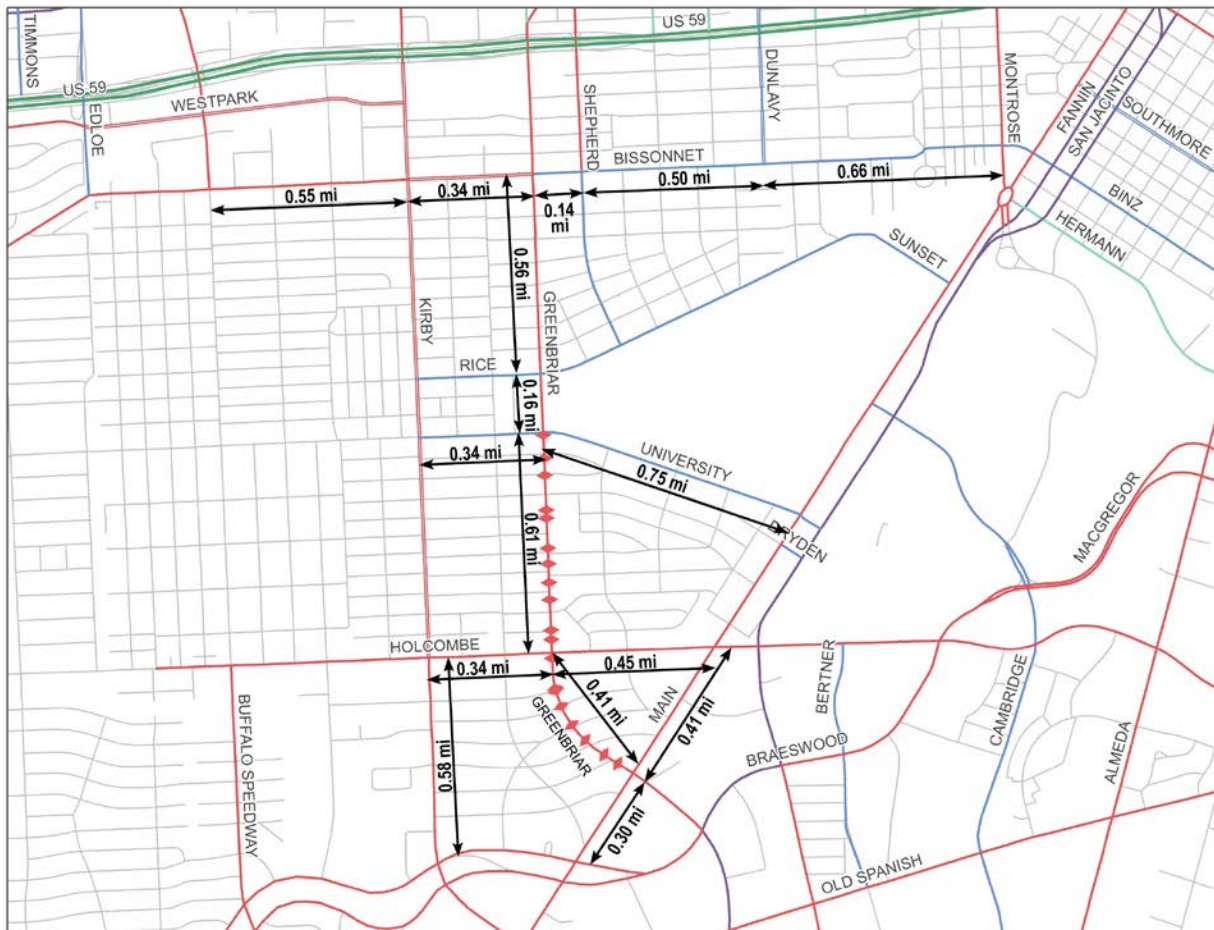 US 59
TIMMONS
DUNLAVY
MONTROSE
FANNIN
SAN JACINTO
US 59
EDLOE
WESTPARK
SHEPHERD
SOUTHMORE
BISSONNET
0.55 mi
0.34 mi
0.14
mi
0.50 mi
0.66 mi
BINZ
HERMANN
SUNSET
0.56 mi
KIRBY
GREENBRIAR
RICE
0.16 mi
0.34 mi
UNIVERSITY
0.75 mi
0.61 mi
DRYDEN
MACGREGOR
HOLCOMBE
0.34 mi
0.45 mi
0.41 mi
MAIN
0.41 mi
BERTNER
CAMBRIDGE
GREENBRIAR
BUFFALO SPEEDWAY
0.58 mi
BRAESWOOD
ALMEDA
0.30 mi
OLD SPANISH